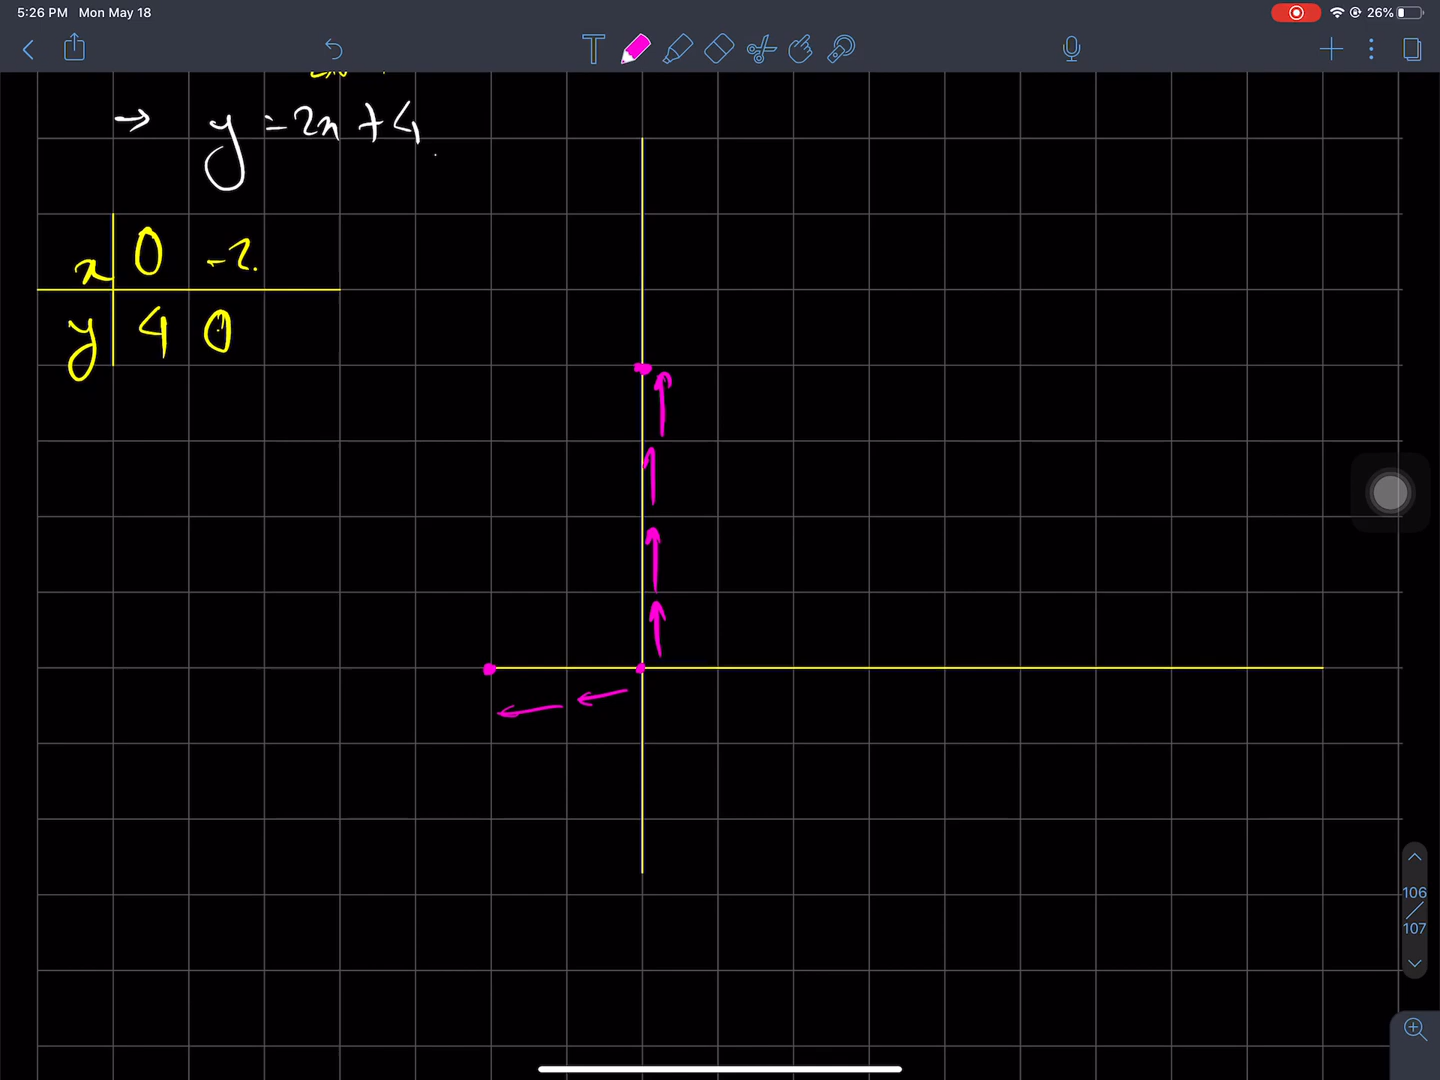 5:26 PM Mon May 18
26%
T
→ y = 2x + 4
x 0 -2
y 4 0
106
107